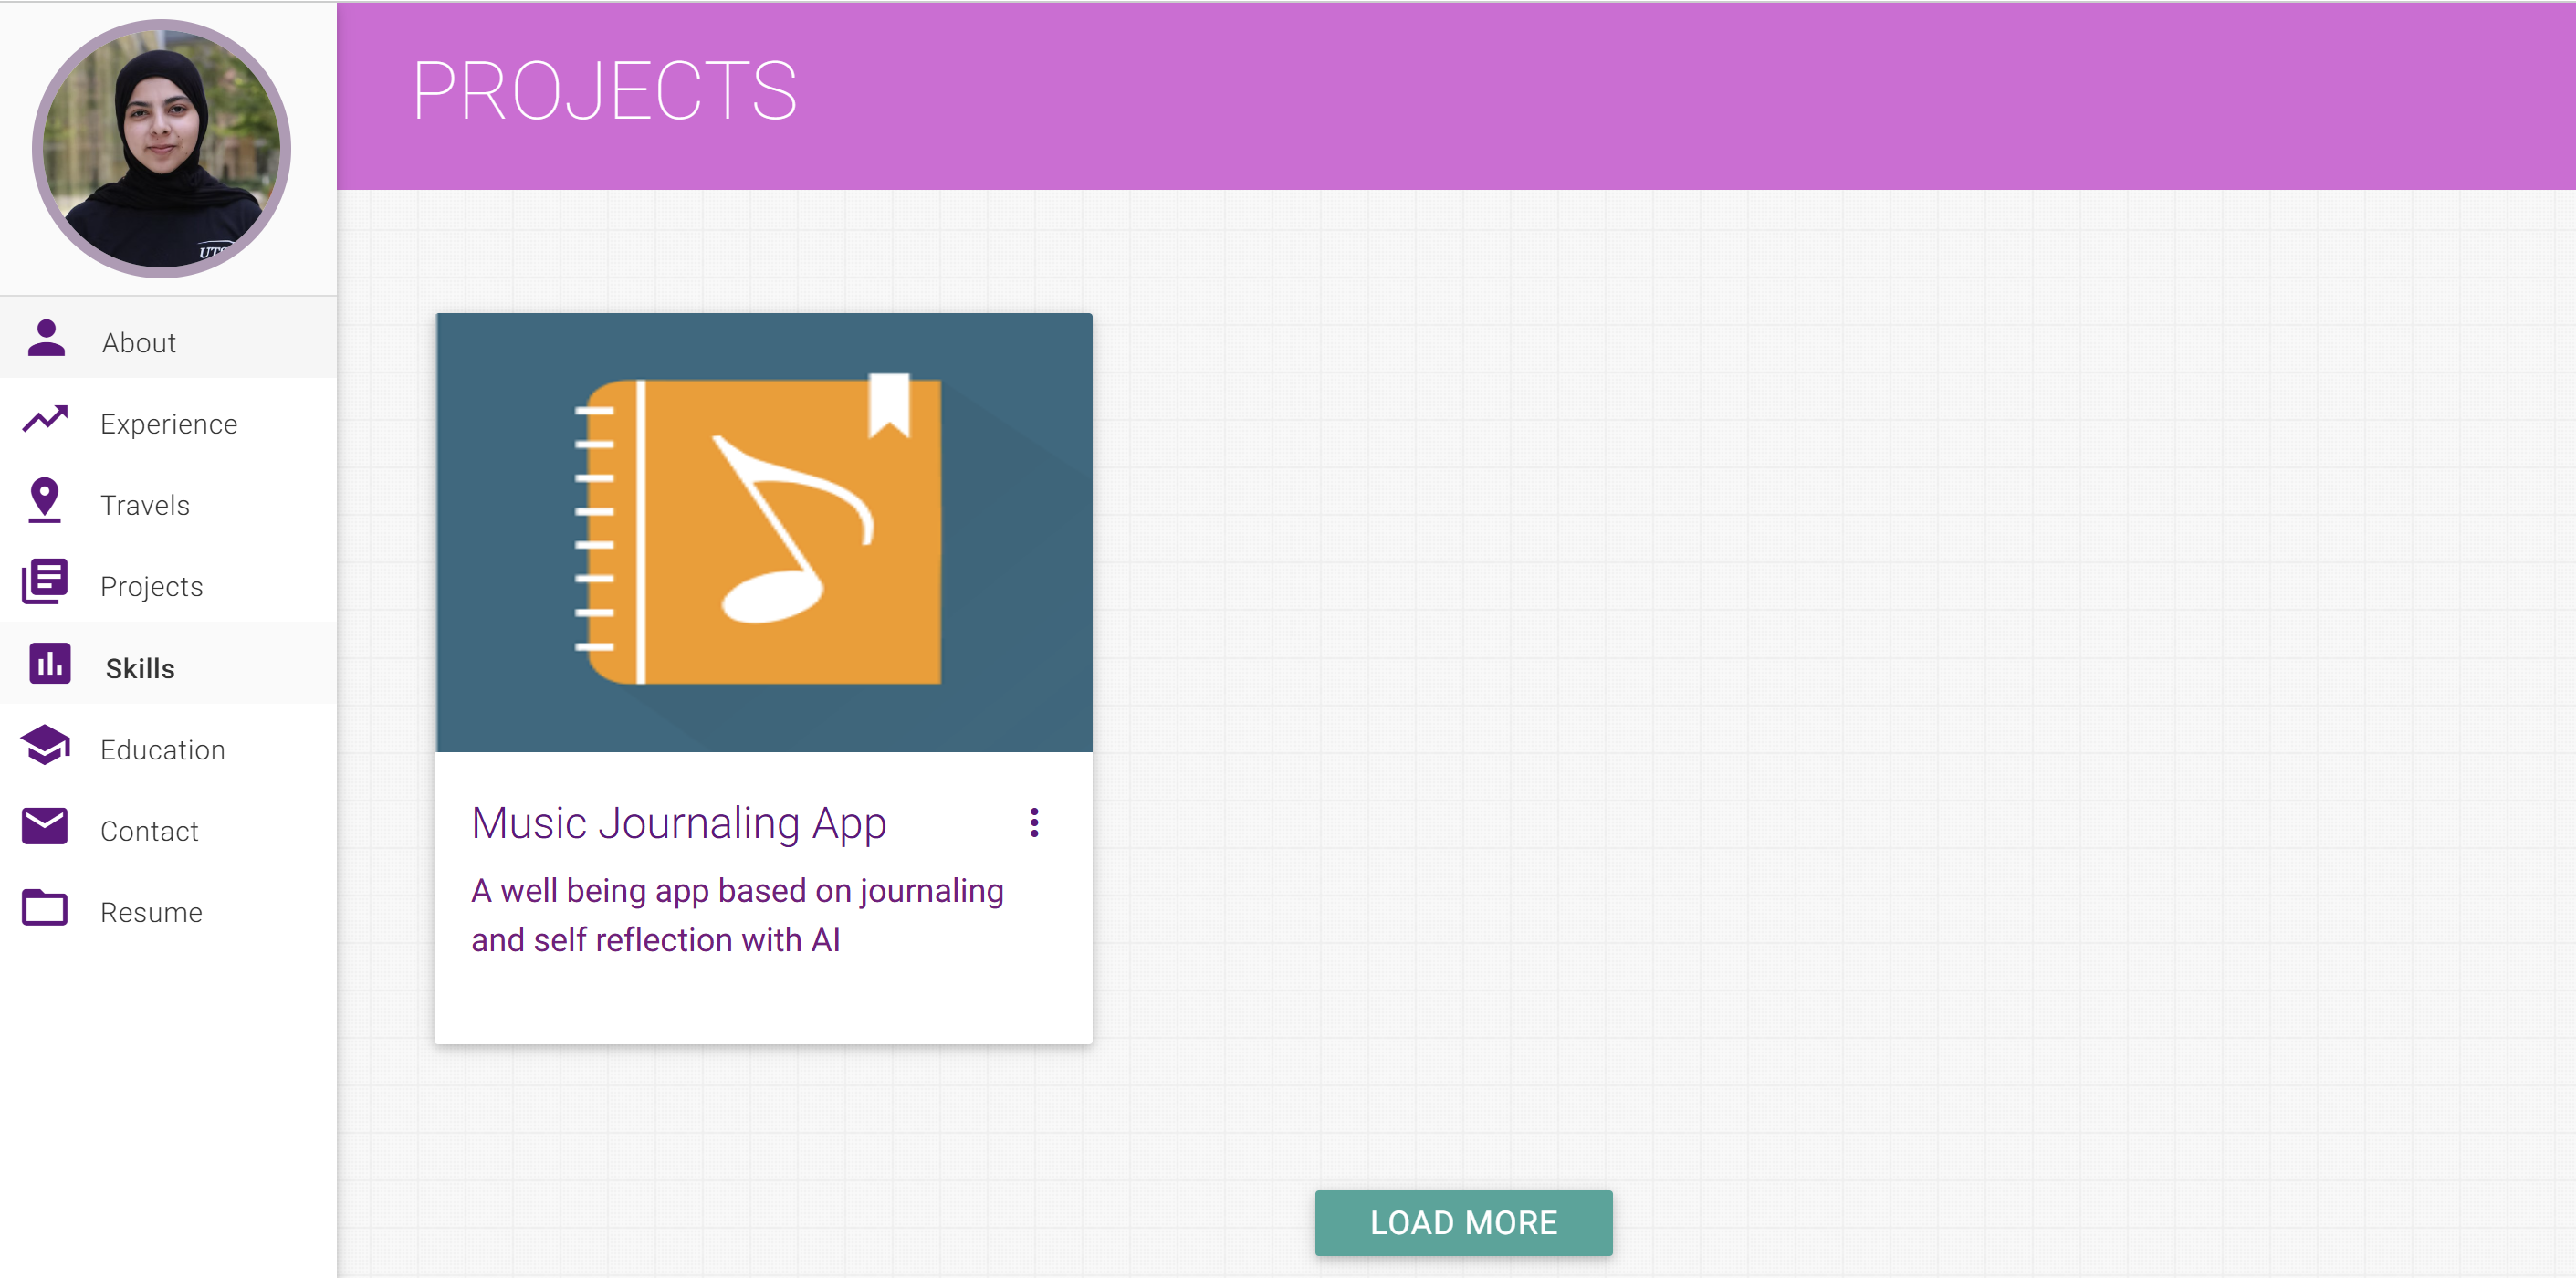 PROJECTS
About
Experience
Travels
Projects
Skills
Education
Contact
Resume
Music Journaling App
A well being app based on journaling
and self reflection with AI
LOAD MORE